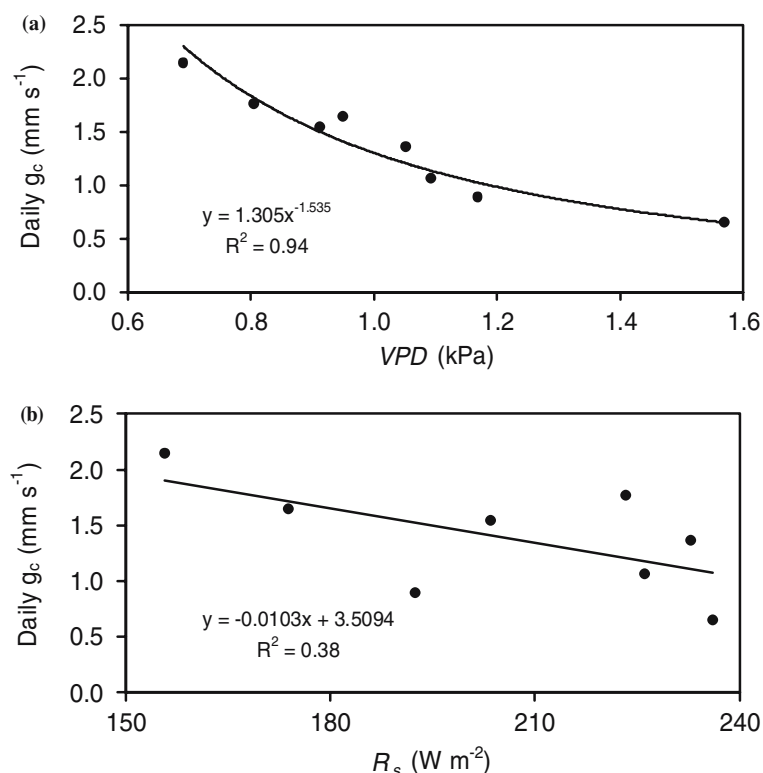 (a)
2.5
2.0
1.5
1.0
0.5
0.0
Daily g_c (mm s⁻¹)
y = 1.305x^-1.535
R² = 0.94
0.6 0.8 1.0 1.2 1.4 1.6
VPD (kPa)
(b)
2.5
2.0
1.5
1.0
0.5
0.0
Daily g_c (mm s⁻¹)
y = -0.0103x + 3.5094
R² = 0.38
150 180 210 240
R_s (W m⁻²)